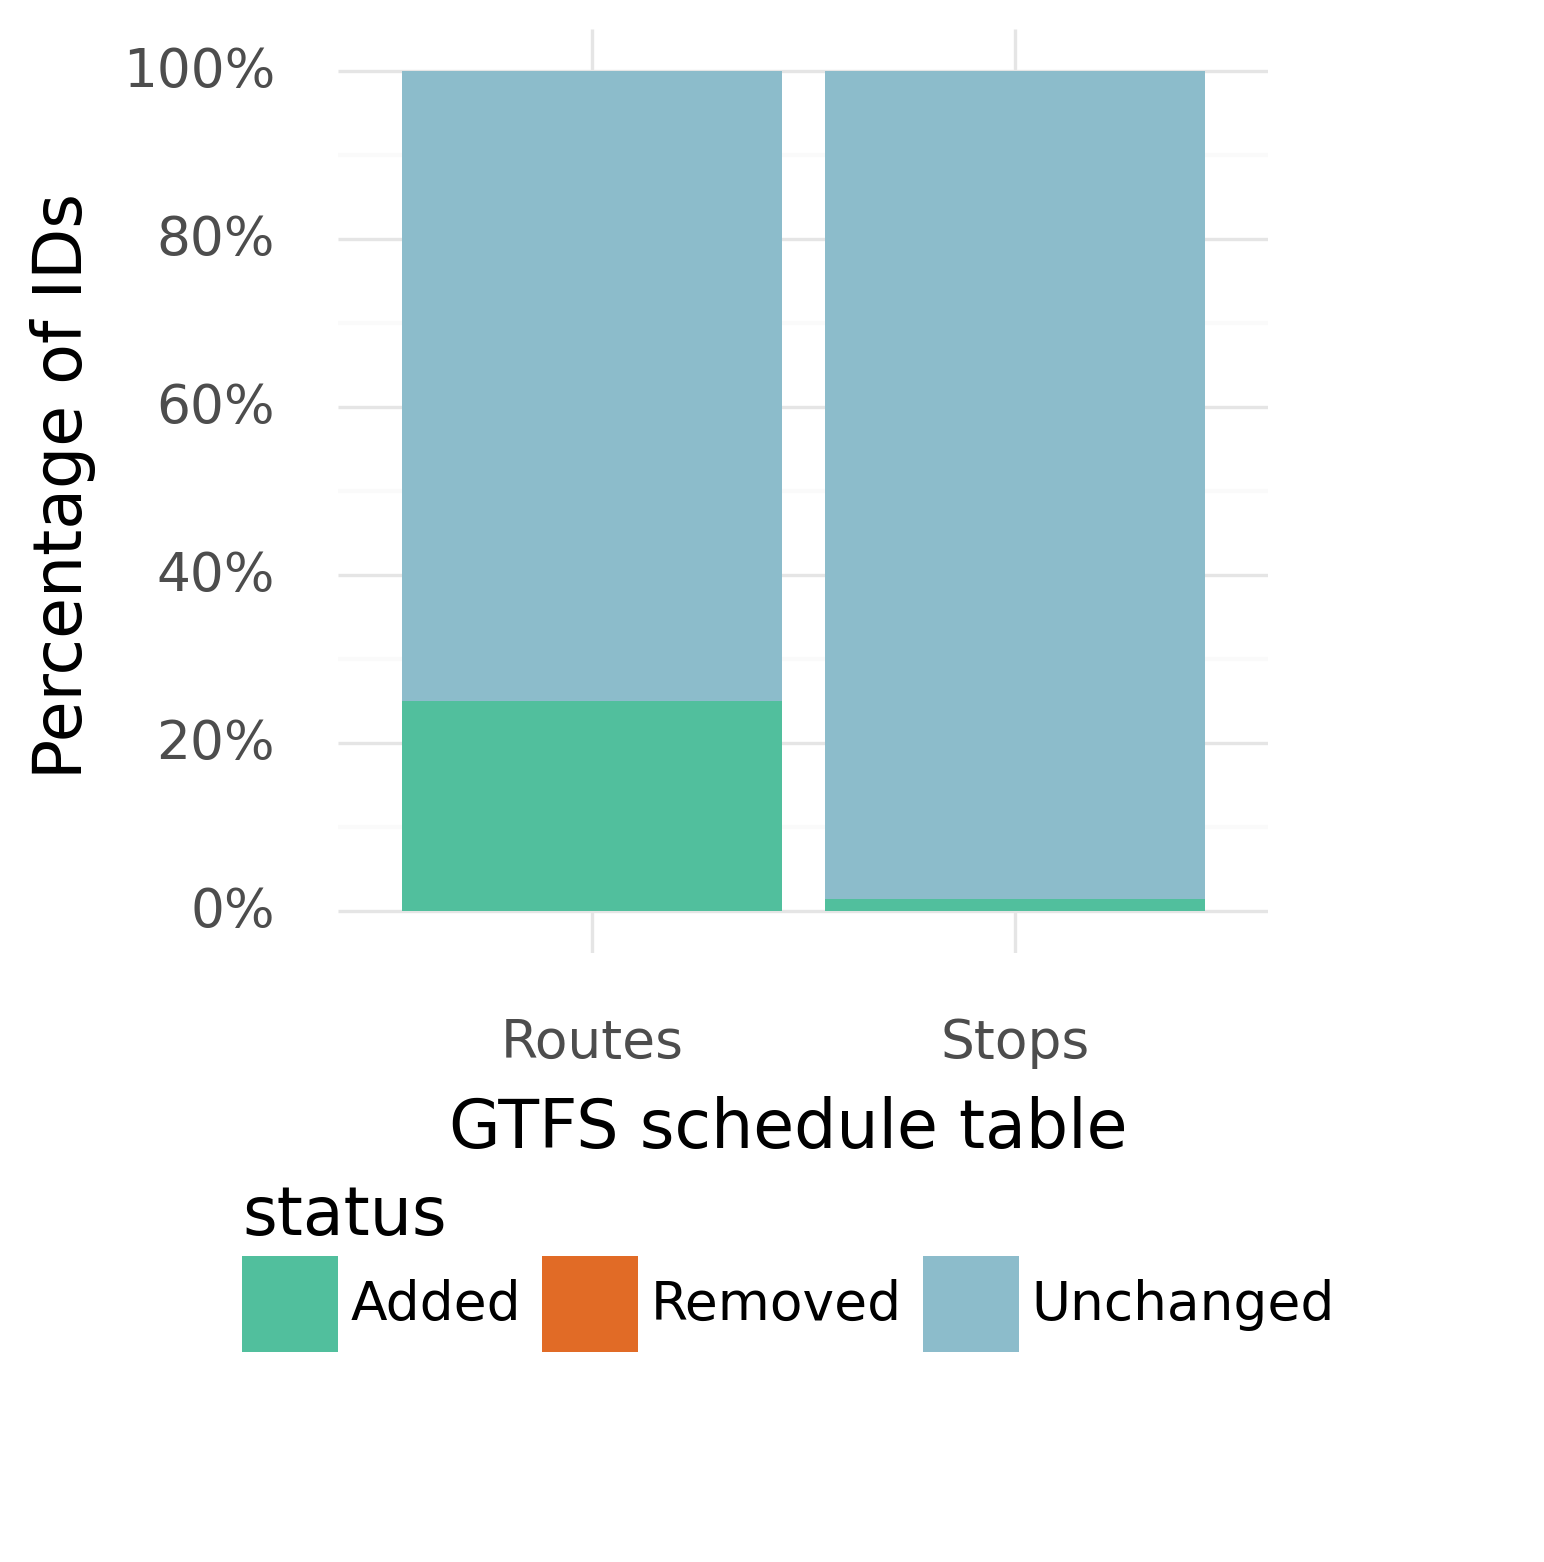 Percentage of IDs
100%
80%
60%
40%
20%
0%
Routes Stops
GTFS schedule table
status
Added Removed Unchanged